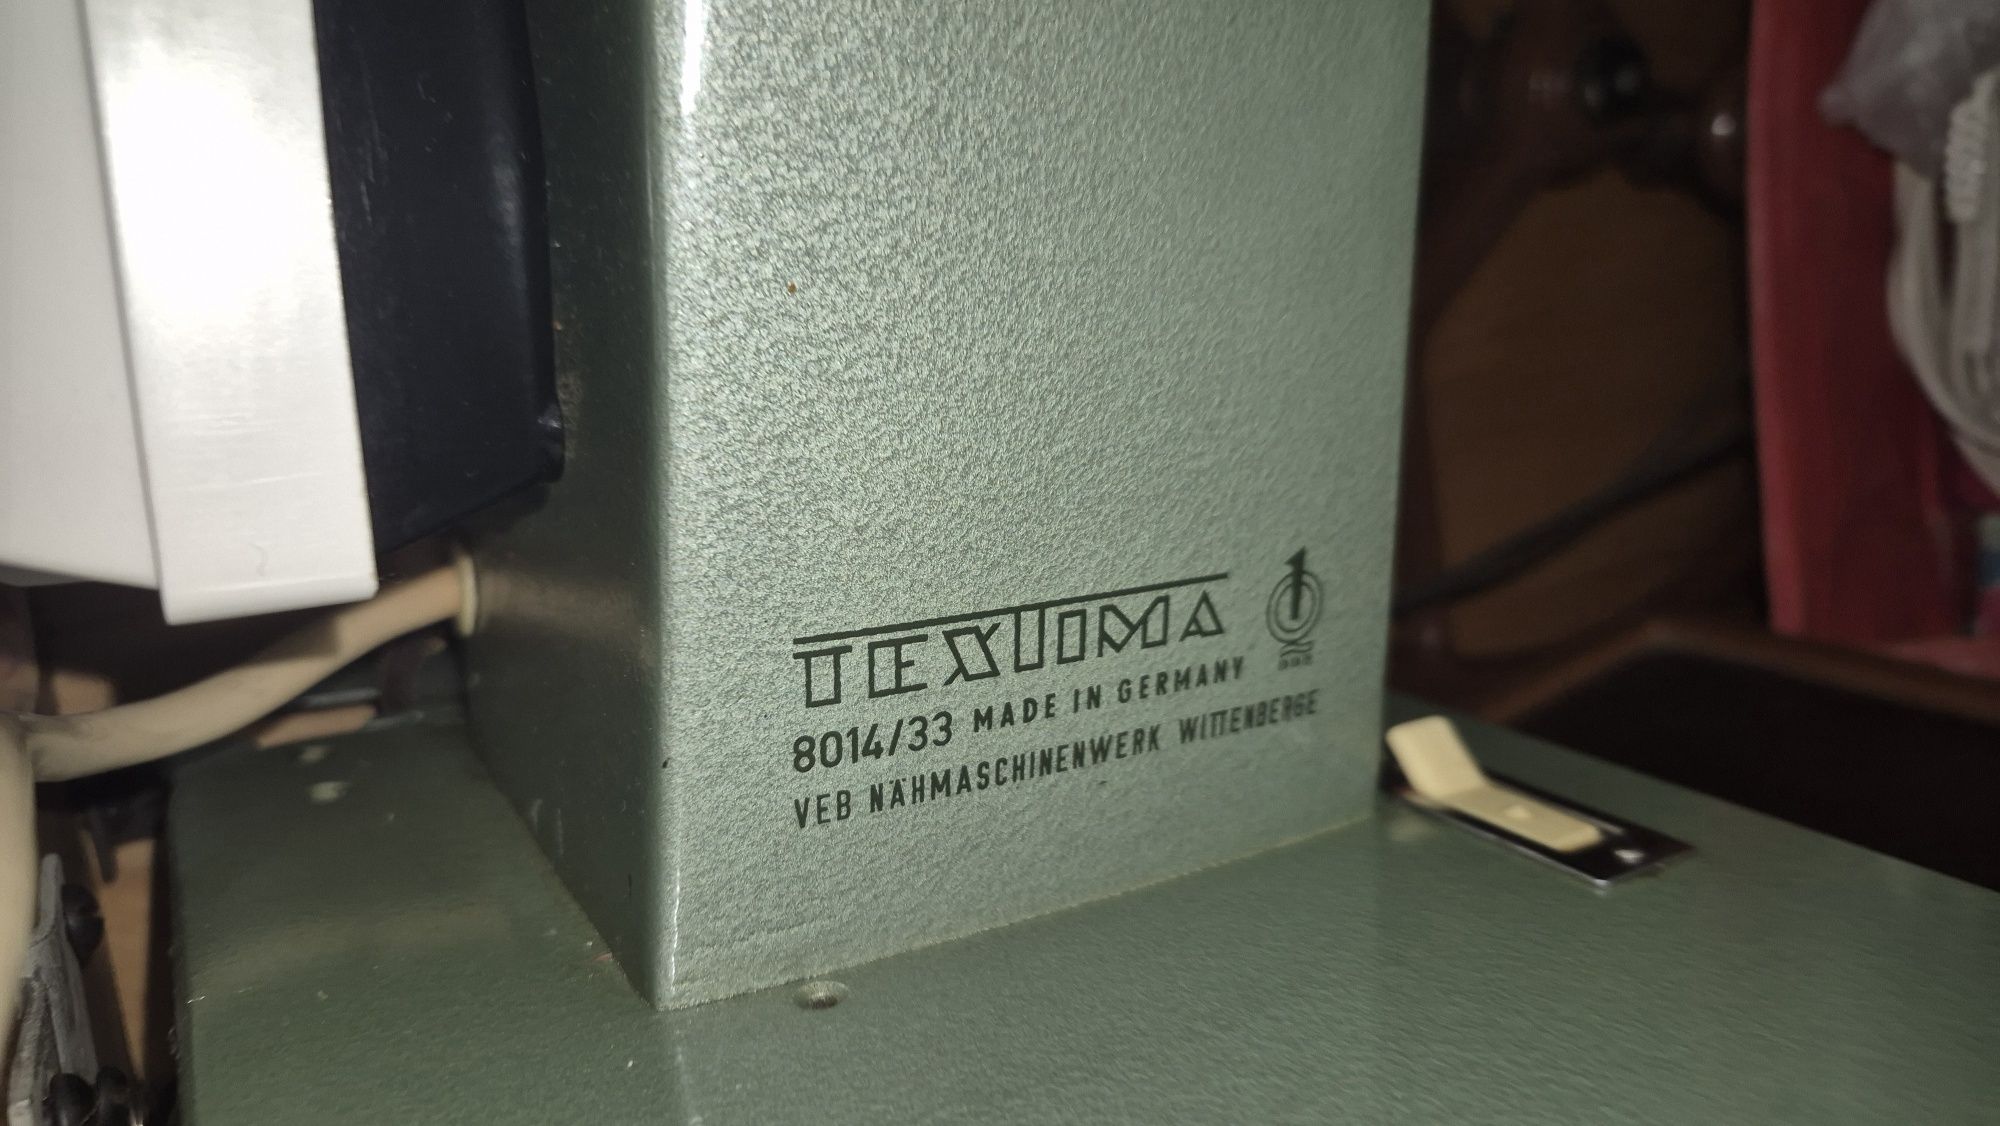 TEXTIMA
8014/33 MADE IN GERMANY
VEB NÄHMASCHINENWERK WITTENBERGE